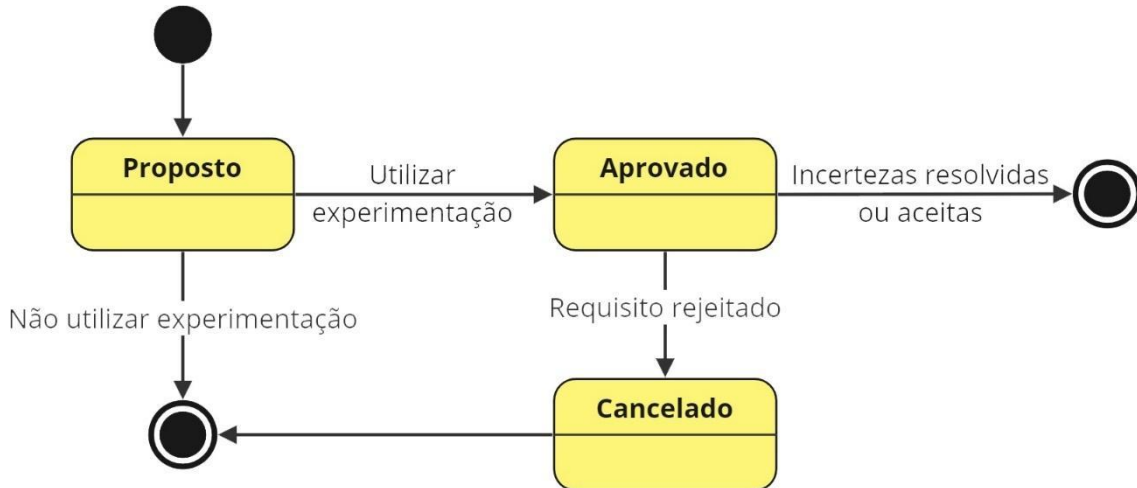 Proposto
Utilizar
experimentação
Aprovado
Incertezas resolvidas
ou aceitas
Não utilizar experimentação
Requisito rejeitado
Cancelado